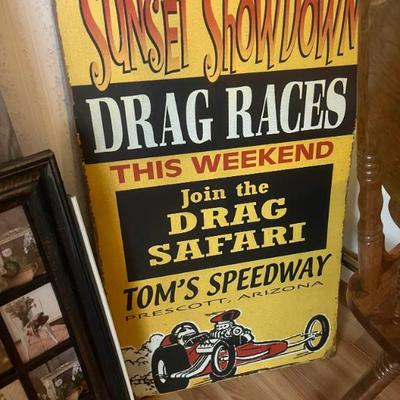 SUNSET SHOWDOWN
DRAG RACES
THIS WEEKEND
Join the
DRAG
SAFARI
TOM'S SPEEDWAY
PRESCOTT, ARIZONA